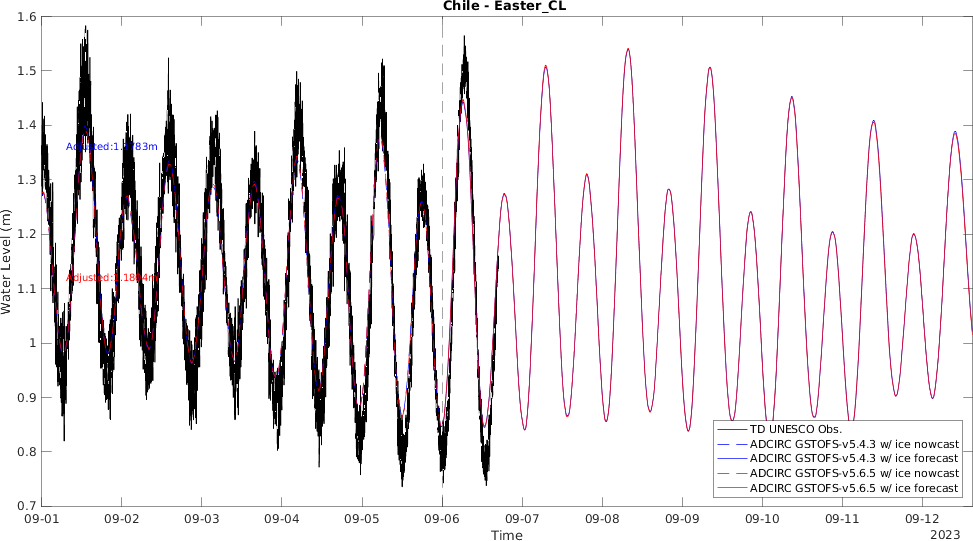 Chile - Easter_CL
1.6
1.5
1.4
1.3
1.2
1.1
1
0.9
0.8
0.7
Water Level (m)
TD UNESCO Obs.
ADCIRC GSTOFS-v5.4.3 w/ ice nowcast
ADCIRC GSTOFS-v5.4.3 w/ ice forecast
ADCIRC GSTOFS-v5.6.5 w/ ice nowcast
ADCIRC GSTOFS-v5.6.5 w/ ice forecast
09-01 09-02 09-03 09-04 09-05 09-06 09-07 09-08 09-09 09-10 09-11 09-12
Time
2023